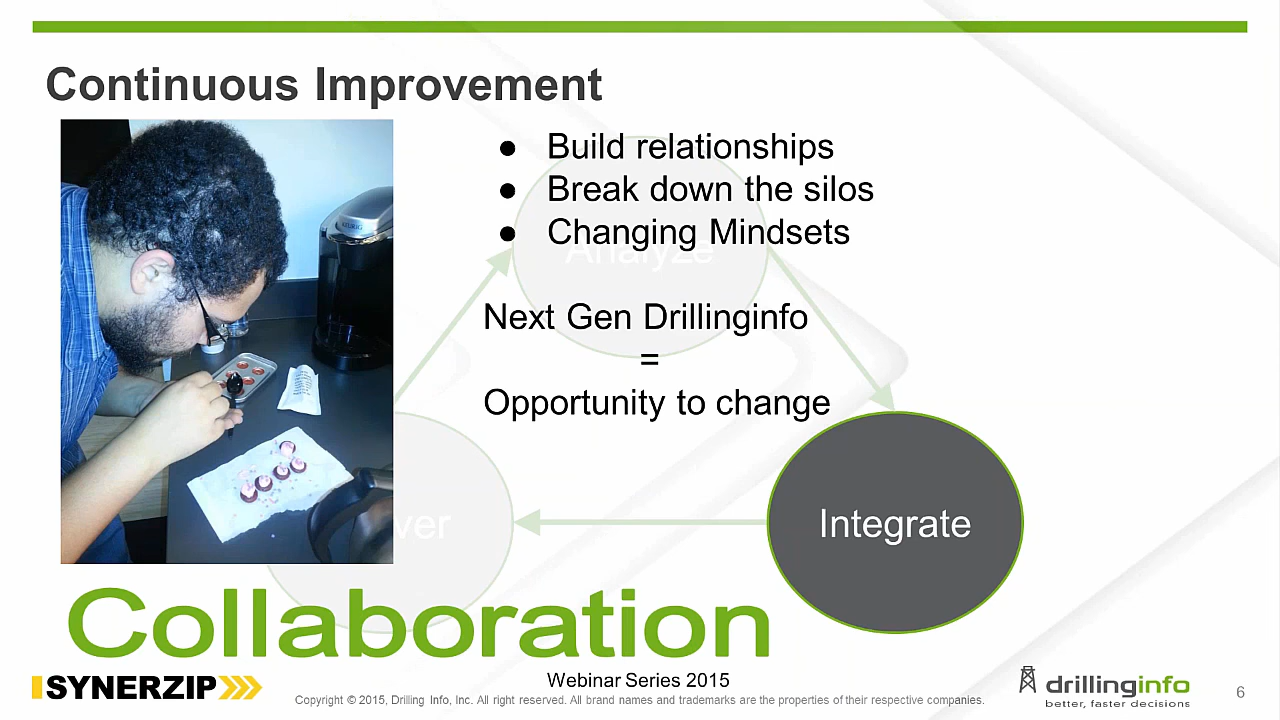 Continuous Improvement
● Build relationships
● Break down the silos
● Changing Mindsets
Analyze
Next Gen Drillinginfo
=
Opportunity to change
ver
Integrate
Collaboration
SYNERZIP
Webinar Series 2015
Copyright © 2015, Drilling Info, Inc. All right reserved. All brand names and trademarks are the properties of their respective companies.
drillinginfo
better, faster decisions
6